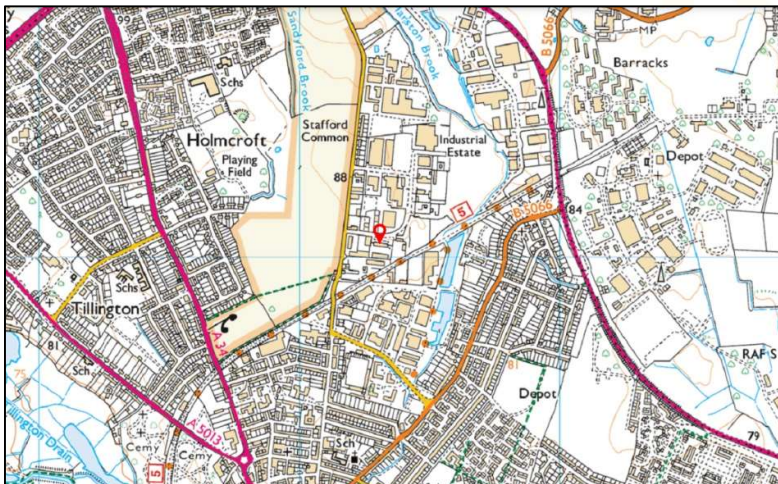 99
Sandyford Brook
Marston Brook
B 5066
MP
Barracks
Schs
Holmcroft
Playing
Field
Stafford
Common
Industrial
Estate
Depot
88
5
B 5066
84
Schs
Tillington
A 34
81
Sch
75
81
RAF S
Depot
A 5013
Tillington Drain
Cemy
Cemy
5
Sch
79